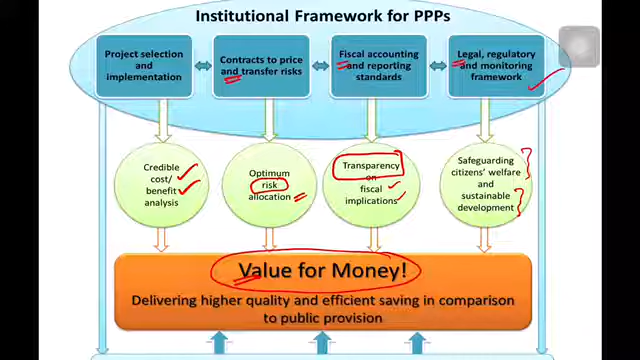 Institutional Framework for PPPs
Project selection
and
implementation
Contracts to price
and transfer risks
Fiscal accounting
and reporting
standards
Legal, regulatory
and monitoring
framework
Credible
cost/
benefit
analysis
Optimum
risk
allocation
Transparency
on
fiscal
implications
Safeguarding
citizens' welfare
and
sustainable
development
Value for Money!
Delivering higher quality and efficient saving in comparison
to public provision